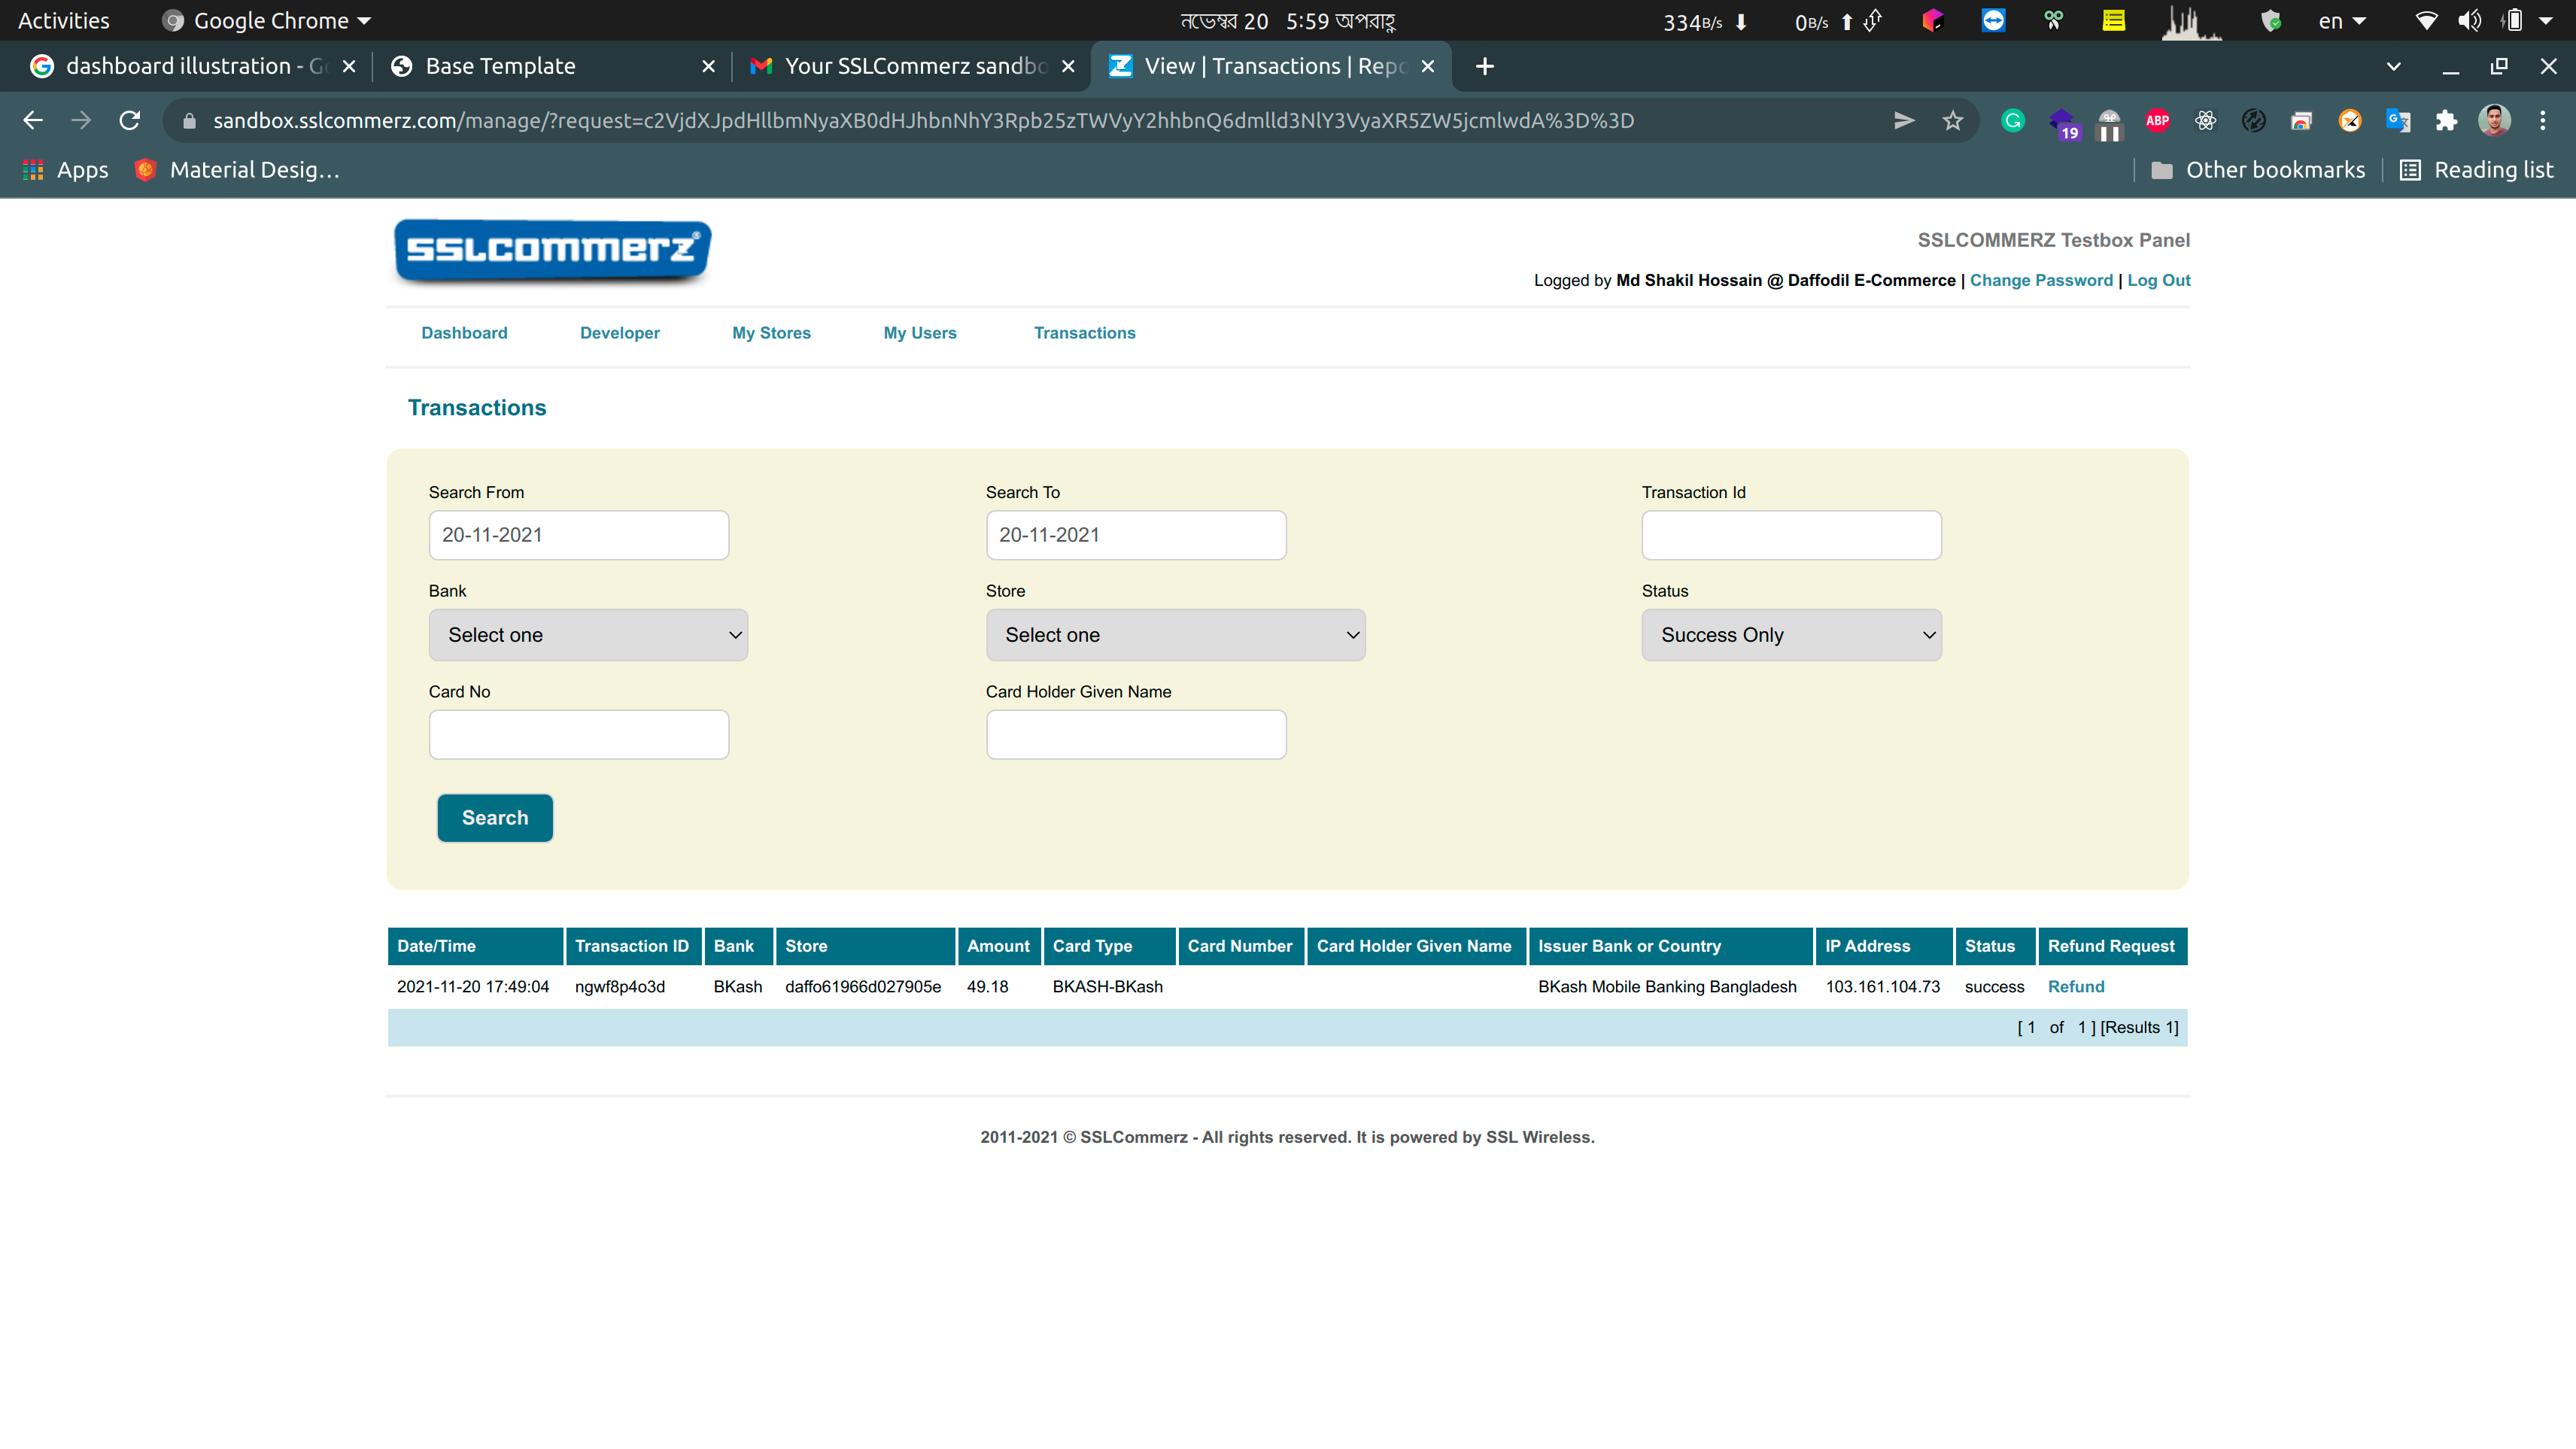 Activities Google Chrome নভেম্বর 20 5:59 অপরাহ্ণ 334B/s 0B/s en
dashboard illustration - Go Base Template Your SSLCommerz sandbo View | Transactions | Repo
sandbox.sslcommerz.com/manage/?request=c2VjdXJpdHllbmNyaXB0dHJhbnNhY3Rpb25zTWVyY2hhbnQ6dmlld3NlY3VyaXR5ZW5jcmlwdA%3D%3D 19 ABP
Apps Material Desig... Other bookmarks Reading list
SSLCOMMERZ®
SSLCOMMERZ Testbox Panel
Logged by Md Shakil Hossain @ Daffodil E-Commerce | Change Password | Log Out
Dashboard Developer My Stores My Users Transactions
Transactions
Search From Search To Transaction Id
20-11-2021 20-11-2021
Bank Store Status
Select one Select one Success Only
Card No Card Holder Given Name
Search
Date/Time Transaction ID Bank Store Amount Card Type Card Number Card Holder Given Name Issuer Bank or Country IP Address Status Refund Request
2021-11-20 17:49:04 ngwf8p4o3d BKash daffo61966d027905e 49.18 BKASH-BKash BKash Mobile Banking Bangladesh 103.161.104.73 success Refund
[ 1 of 1 ] [Results 1]
2011-2021 © SSLCommerz - All rights reserved. It is powered by SSL Wireless.